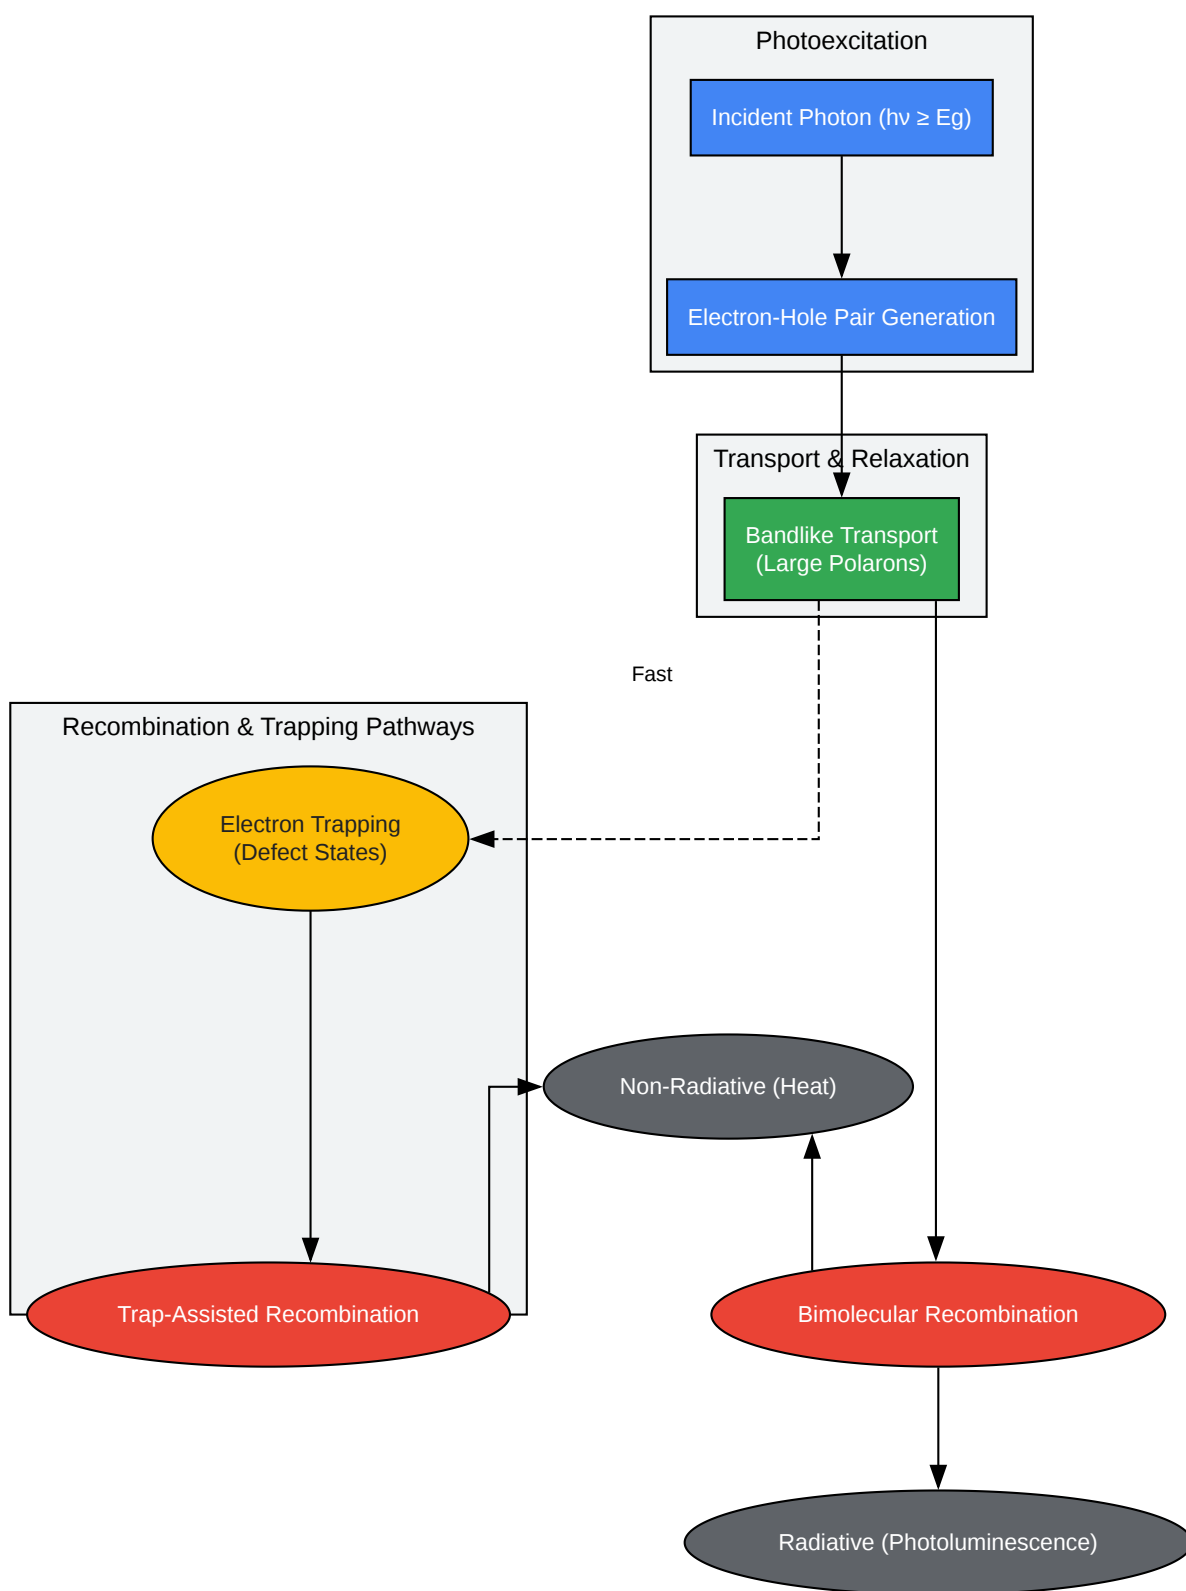 Photoexcitation
Incident Photon (hν ≥ Eg)
Electron-Hole Pair Generation
Transport & Relaxation
Bandlike Transport
(Large Polarons)
Fast
Recombination & Trapping Pathways
Electron Trapping
(Defect States)
Non-Radiative (Heat)
Trap-Assisted Recombination
Bimolecular Recombination
Radiative (Photoluminescence)